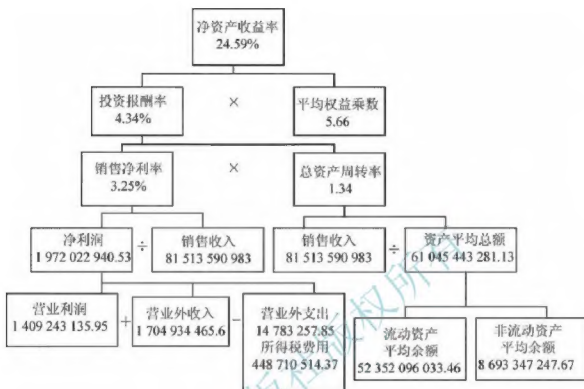 净资产收益率
24.59%
投资报酬率
4.34%
×
平均权益乘数
5.66
销售净利率
3.25%
×
总资产周转率
1.34
净利润
1 972 022 940.53
÷
销售收入
81 513 590 983
销售收入
81 513 590 983
÷
资产平均总额
61 045 443 281.13
营业利润
1 409 243 135.95
+
营业外收入
1 704 934 465.6
−
营业外支出
14 783 257.85
所得税费用
448 710 514.37
流动资产
平均余额
52 352 096 033.46
非流动资产
平均余额
8 693 347 247.67
版社版权所有